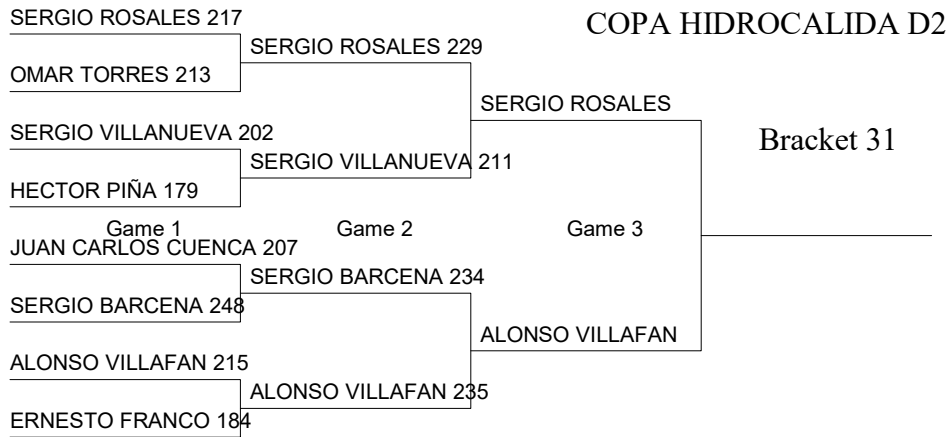 SERGIO ROSALES 217
COPA HIDROCALIDA D2
SERGIO ROSALES 229
OMAR TORRES 213
SERGIO ROSALES
SERGIO VILLANUEVA 202
Bracket 31
SERGIO VILLANUEVA 211
HECTOR PIÑA 179
Game 1
Game 2
Game 3
JUAN CARLOS CUENCA 207
SERGIO BARCENA 234
SERGIO BARCENA 248
ALONSO VILLAFAN
ALONSO VILLAFAN 215
ALONSO VILLAFAN 235
ERNESTO FRANCO 184